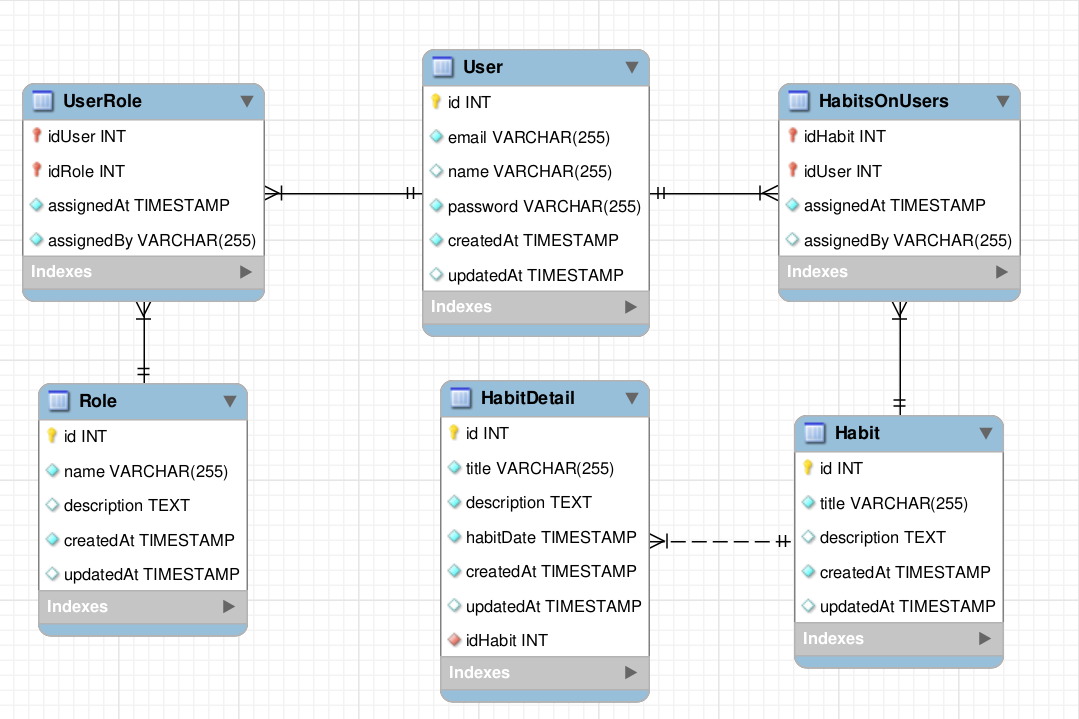 UserRole
idUser INT
idRole INT
assignedAt TIMESTAMP
assignedBy VARCHAR(255)
Indexes
User
id INT
email VARCHAR(255)
name VARCHAR(255)
password VARCHAR(255)
createdAt TIMESTAMP
updatedAt TIMESTAMP
Indexes
HabitsOnUsers
idHabit INT
idUser INT
assignedAt TIMESTAMP
assignedBy VARCHAR(255)
Indexes
Role
id INT
name VARCHAR(255)
description TEXT
createdAt TIMESTAMP
updatedAt TIMESTAMP
Indexes
HabitDetail
id INT
title VARCHAR(255)
description TEXT
habitDate TIMESTAMP
createdAt TIMESTAMP
updatedAt TIMESTAMP
idHabit INT
Indexes
Habit
id INT
title VARCHAR(255)
description TEXT
createdAt TIMESTAMP
updatedAt TIMESTAMP
Indexes